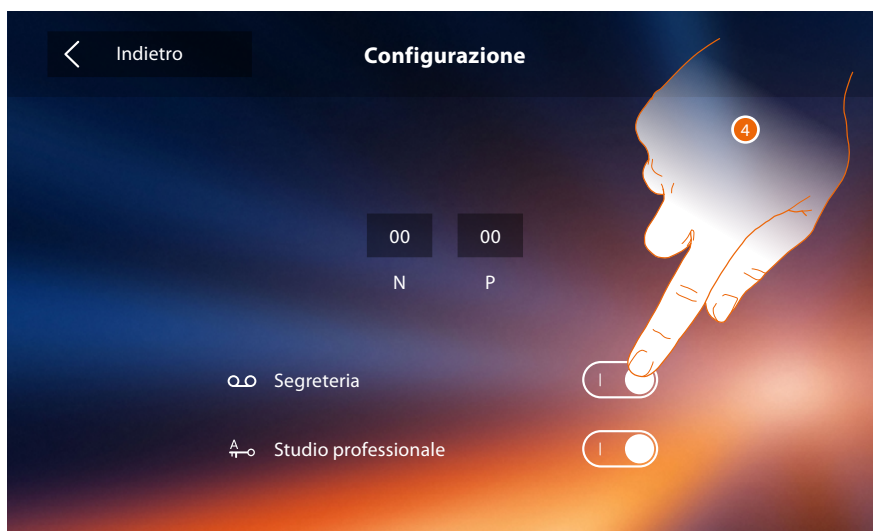 Indietro
Configurazione
4
00 00
N P
Segreteria
A
Studio professionale